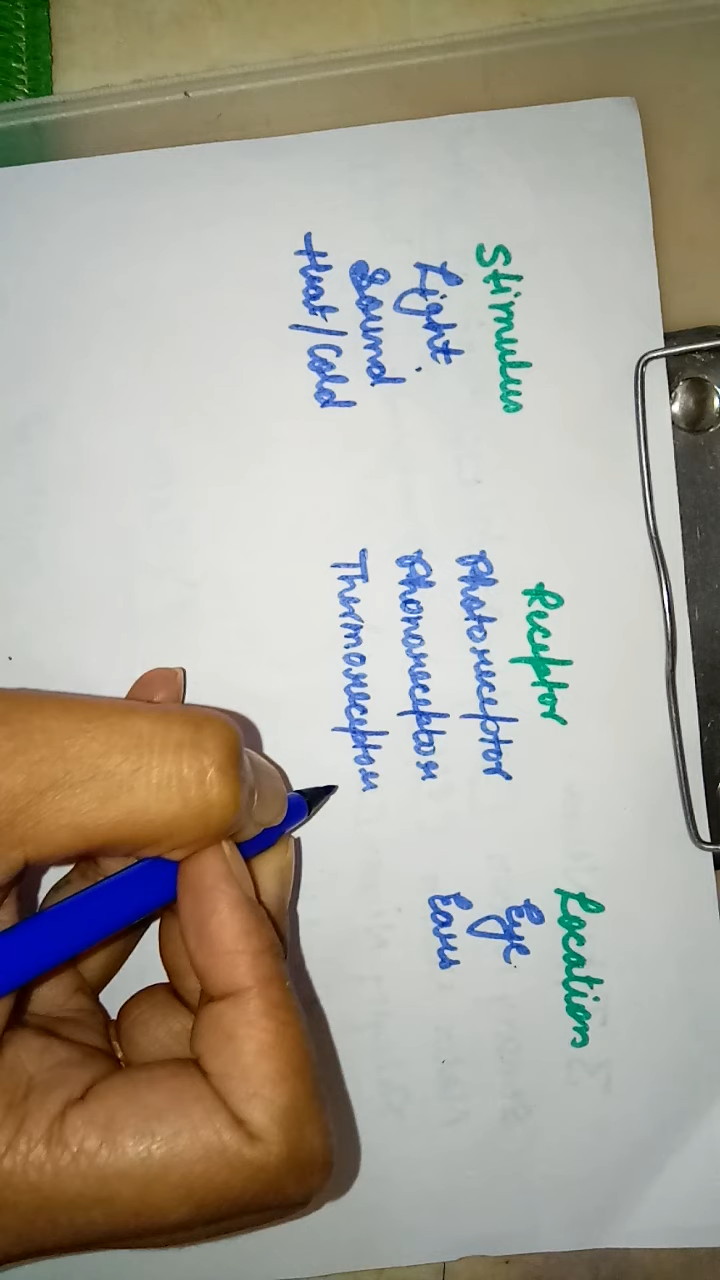 Stimulus Receptor Location
Light Photoreceptor Eye
Sound Phonoreceptor Ears
Heat/Cold Thermoreceptor